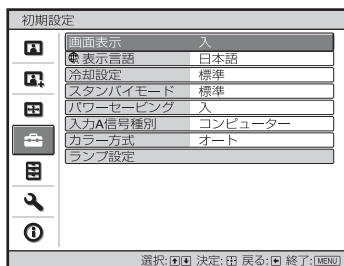 初期設定
画面表示 入
表示言語 日本語
冷却設定 標準
スタンバイモード 標準
パワーセービング 入
入力A信号種別 コンピューター
カラー方式 オート
ランプ設定
選択: 決定: 戻る: 終了:MENU